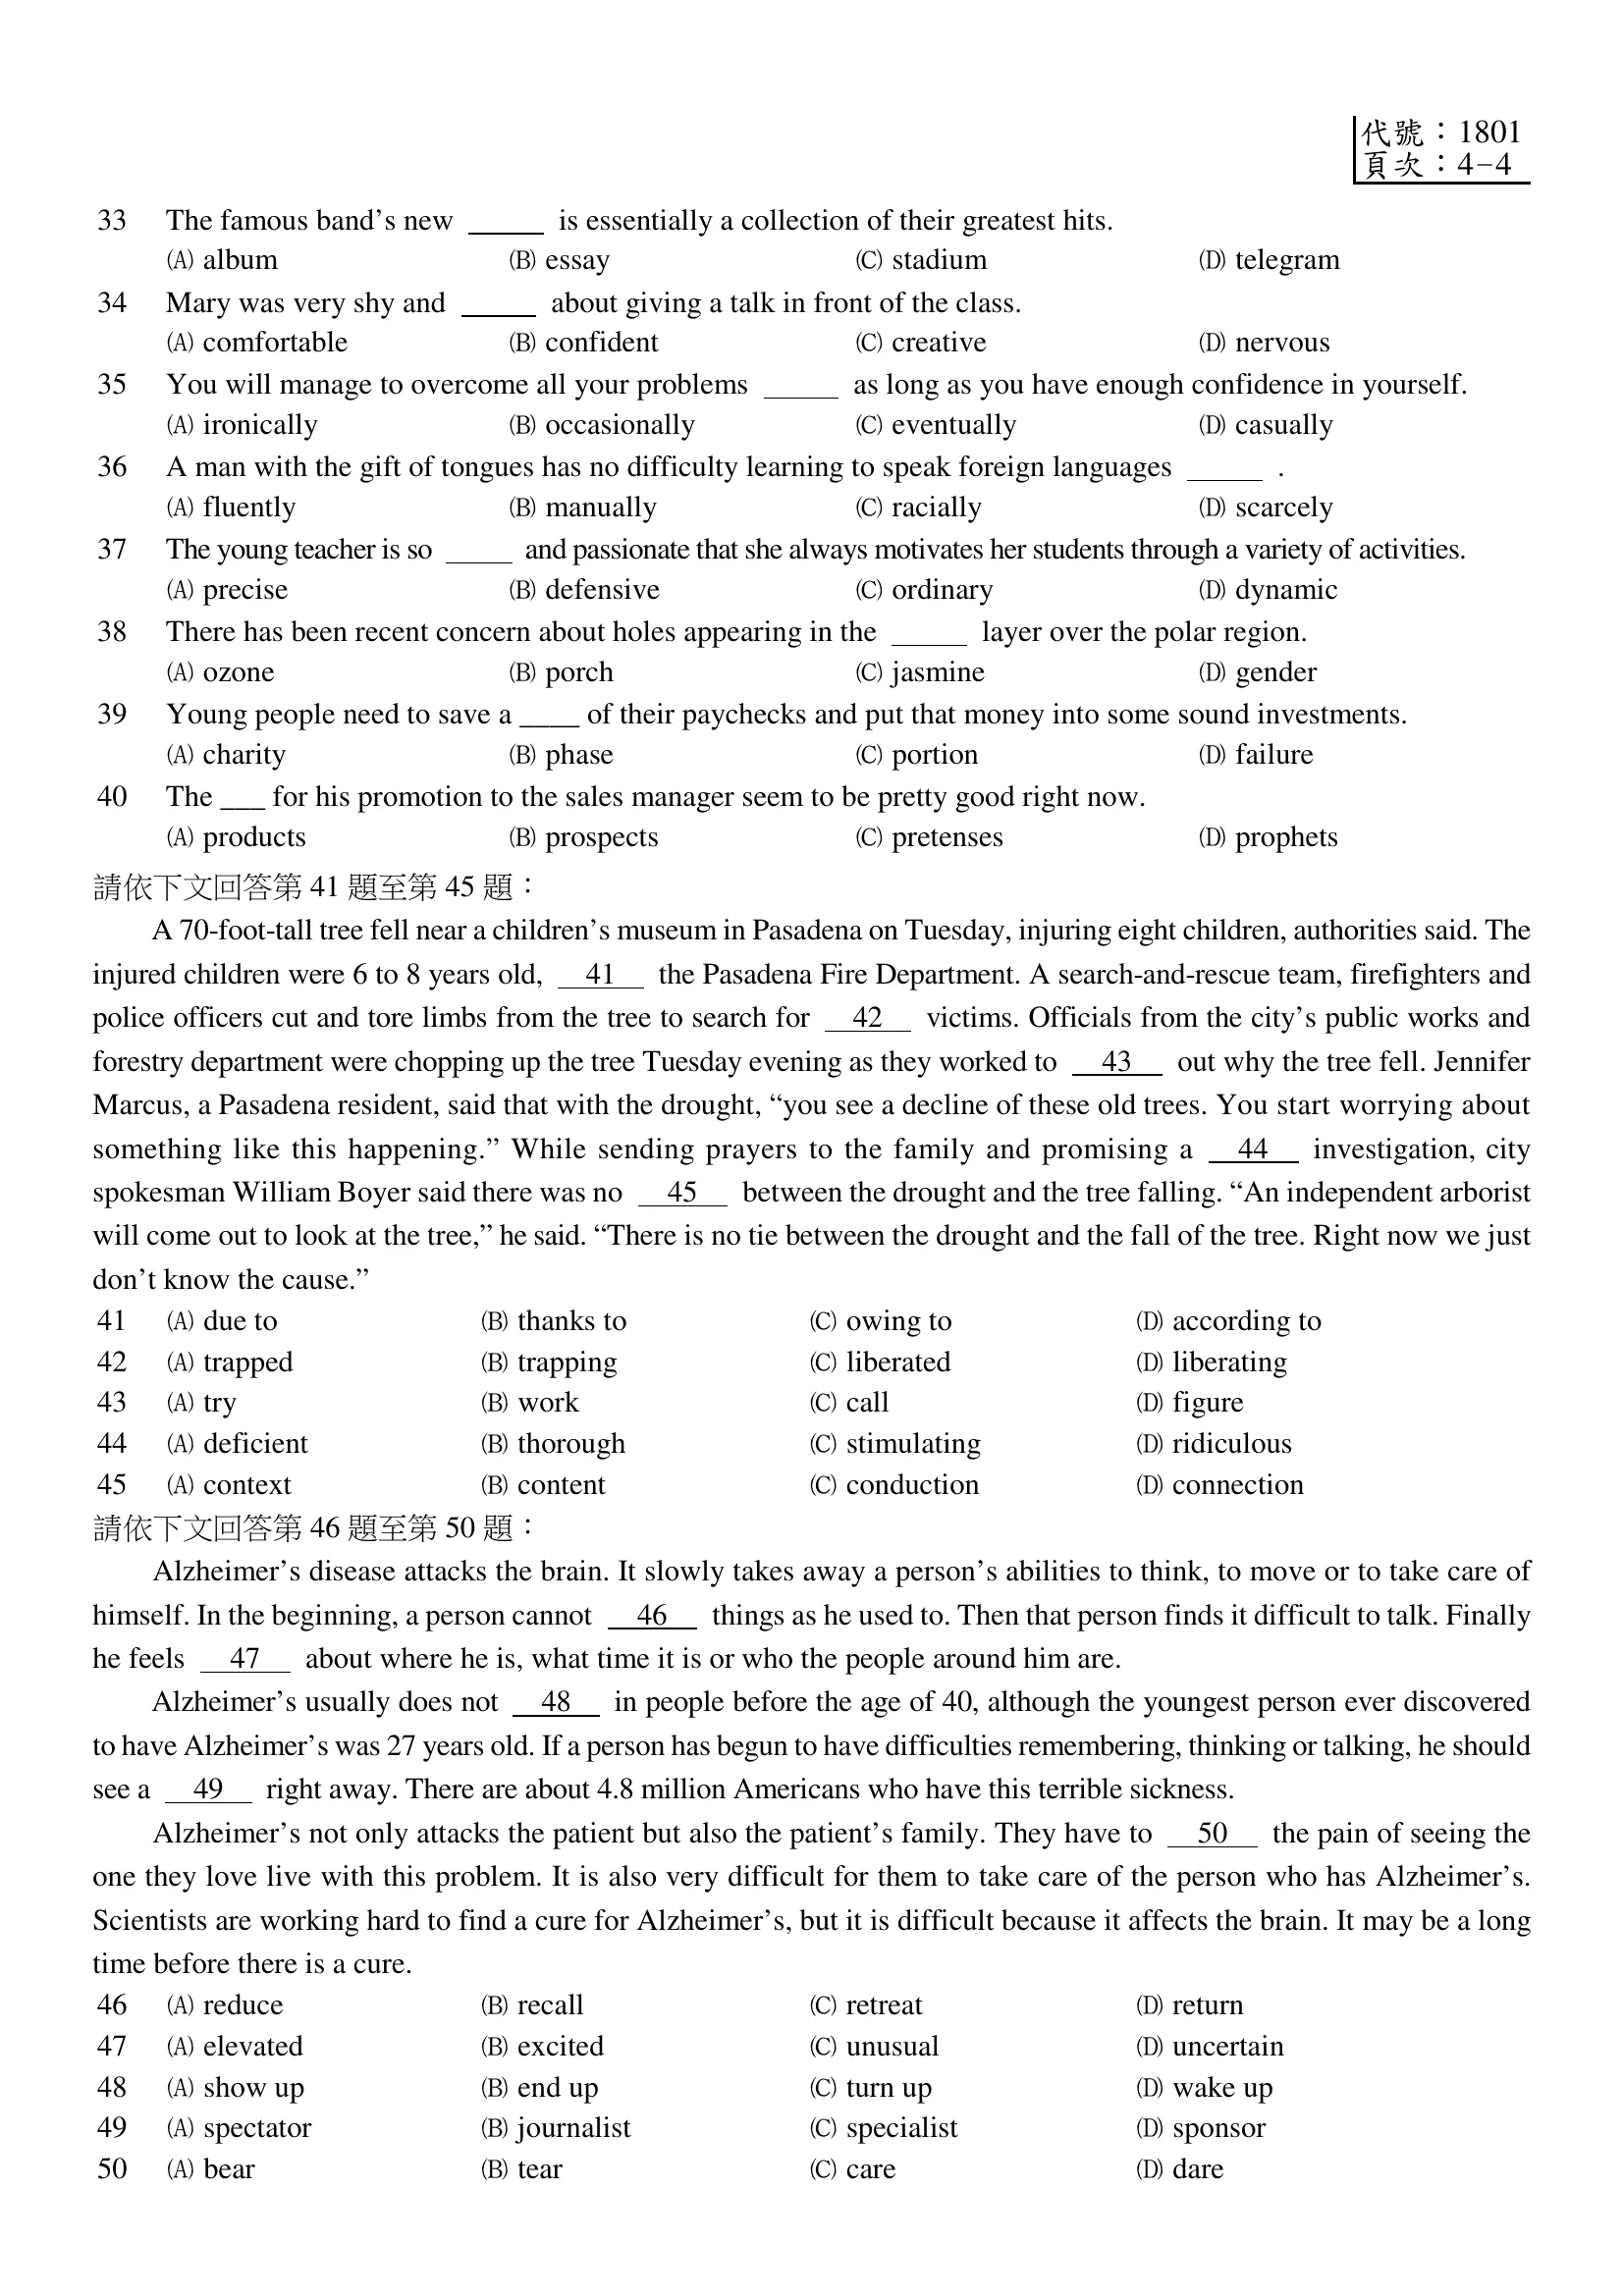 代號：1801
頁次：4-4
33 The famous band's new _____ is essentially a collection of their greatest hits.
(A) album (B) essay (C) stadium (D) telegram
34 Mary was very shy and _____ about giving a talk in front of the class.
(A) comfortable (B) confident (C) creative (D) nervous
35 You will manage to overcome all your problems _____ as long as you have enough confidence in yourself.
(A) ironically (B) occasionally (C) eventually (D) casually
36 A man with the gift of tongues has no difficulty learning to speak foreign languages _____ .
(A) fluently (B) manually (C) racially (D) scarcely
37 The young teacher is so _____ and passionate that she always motivates her students through a variety of activities.
(A) precise (B) defensive (C) ordinary (D) dynamic
38 There has been recent concern about holes appearing in the _____ layer over the polar region.
(A) ozone (B) porch (C) jasmine (D) gender
39 Young people need to save a ____ of their paychecks and put that money into some sound investments.
(A) charity (B) phase (C) portion (D) failure
40 The ___ for his promotion to the sales manager seem to be pretty good right now.
(A) products (B) prospects (C) pretenses (D) prophets
請依下文回答第 41 題至第 45 題：
A 70-foot-tall tree fell near a children's museum in Pasadena on Tuesday, injuring eight children, authorities said. The
injured children were 6 to 8 years old, 41 the Pasadena Fire Department. A search-and-rescue team, firefighters and
police officers cut and tore limbs from the tree to search for 42 victims. Officials from the city's public works and
forestry department were chopping up the tree Tuesday evening as they worked to 43 out why the tree fell. Jennifer
Marcus, a Pasadena resident, said that with the drought, “you see a decline of these old trees. You start worrying about
something like this happening.” While sending prayers to the family and promising a 44 investigation, city
spokesman William Boyer said there was no 45 between the drought and the tree falling. “An independent arborist
will come out to look at the tree,” he said. “There is no tie between the drought and the fall of the tree. Right now we just
don't know the cause.”
41 (A) due to (B) thanks to (C) owing to (D) according to
42 (A) trapped (B) trapping (C) liberated (D) liberating
43 (A) try (B) work (C) call (D) figure
44 (A) deficient (B) thorough (C) stimulating (D) ridiculous
45 (A) context (B) content (C) conduction (D) connection
請依下文回答第 46 題至第 50 題：
Alzheimer's disease attacks the brain. It slowly takes away a person's abilities to think, to move or to take care of
himself. In the beginning, a person cannot 46 things as he used to. Then that person finds it difficult to talk. Finally
he feels 47 about where he is, what time it is or who the people around him are.
Alzheimer's usually does not 48 in people before the age of 40, although the youngest person ever discovered
to have Alzheimer's was 27 years old. If a person has begun to have difficulties remembering, thinking or talking, he should
see a 49 right away. There are about 4.8 million Americans who have this terrible sickness.
Alzheimer's not only attacks the patient but also the patient's family. They have to 50 the pain of seeing the
one they love live with this problem. It is also very difficult for them to take care of the person who has Alzheimer's.
Scientists are working hard to find a cure for Alzheimer's, but it is difficult because it affects the brain. It may be a long
time before there is a cure.
46 (A) reduce (B) recall (C) retreat (D) return
47 (A) elevated (B) excited (C) unusual (D) uncertain
48 (A) show up (B) end up (C) turn up (D) wake up
49 (A) spectator (B) journalist (C) specialist (D) sponsor
50 (A) bear (B) tear (C) care (D) dare